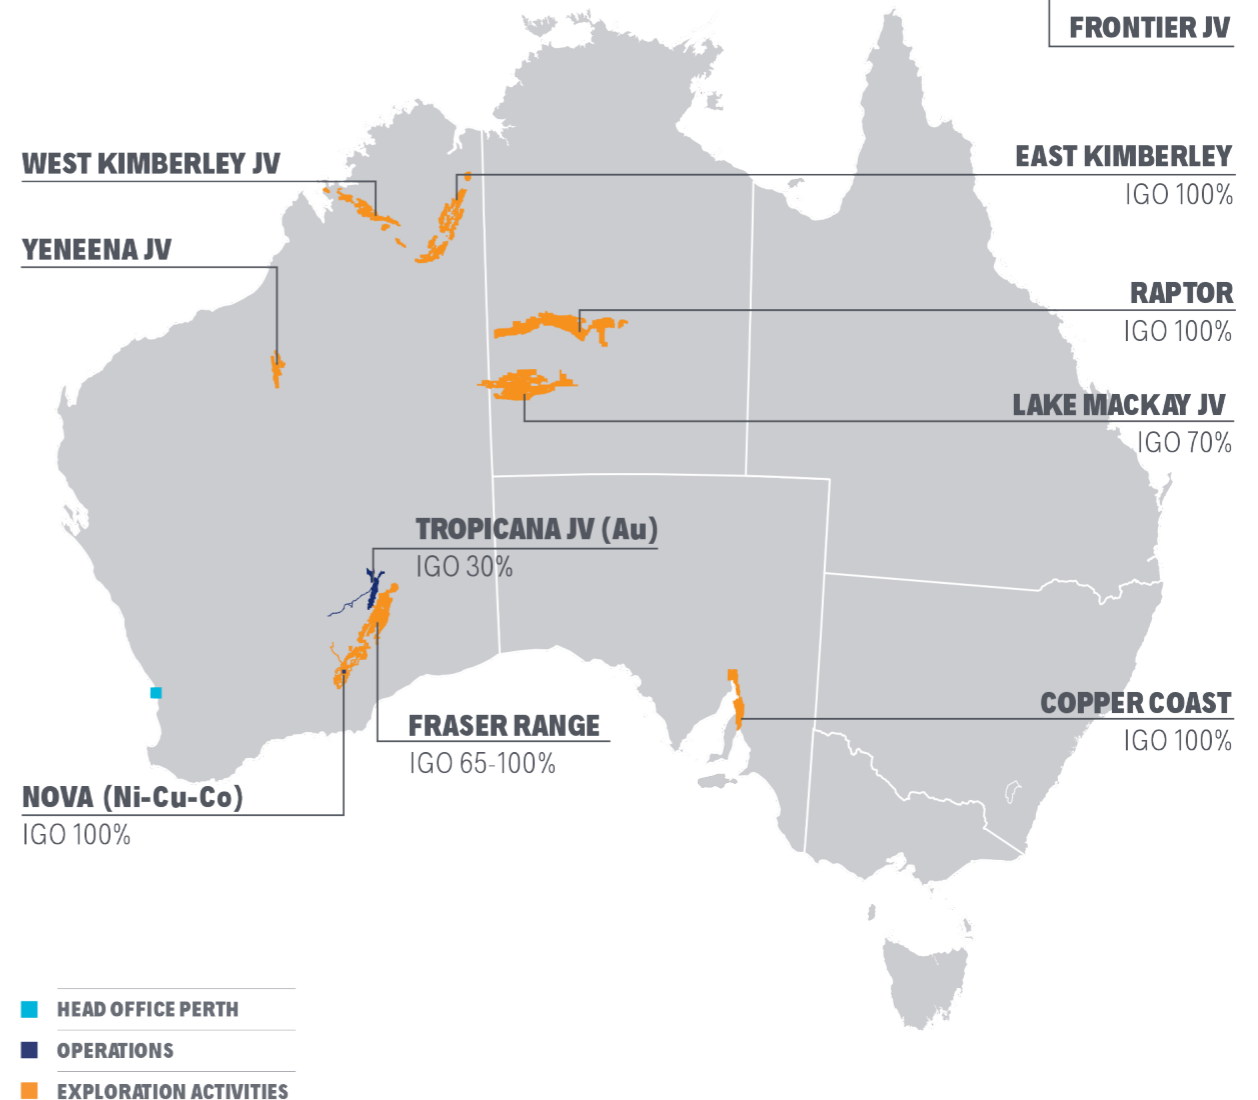 FRONTIER JV
WEST KIMBERLEY JV
EAST KIMBERLEY
IGO 100%
YENEENA JV
RAPTOR
IGO 100%
LAKE MACKAY JV
IGO 70%
TROPICANA JV (Au)
IGO 30%
COPPER COAST
IGO 100%
FRASER RANGE
IGO 65-100%
NOVA (Ni-Cu-Co)
IGO 100%
HEAD OFFICE PERTH
OPERATIONS
EXPLORATION ACTIVITIES